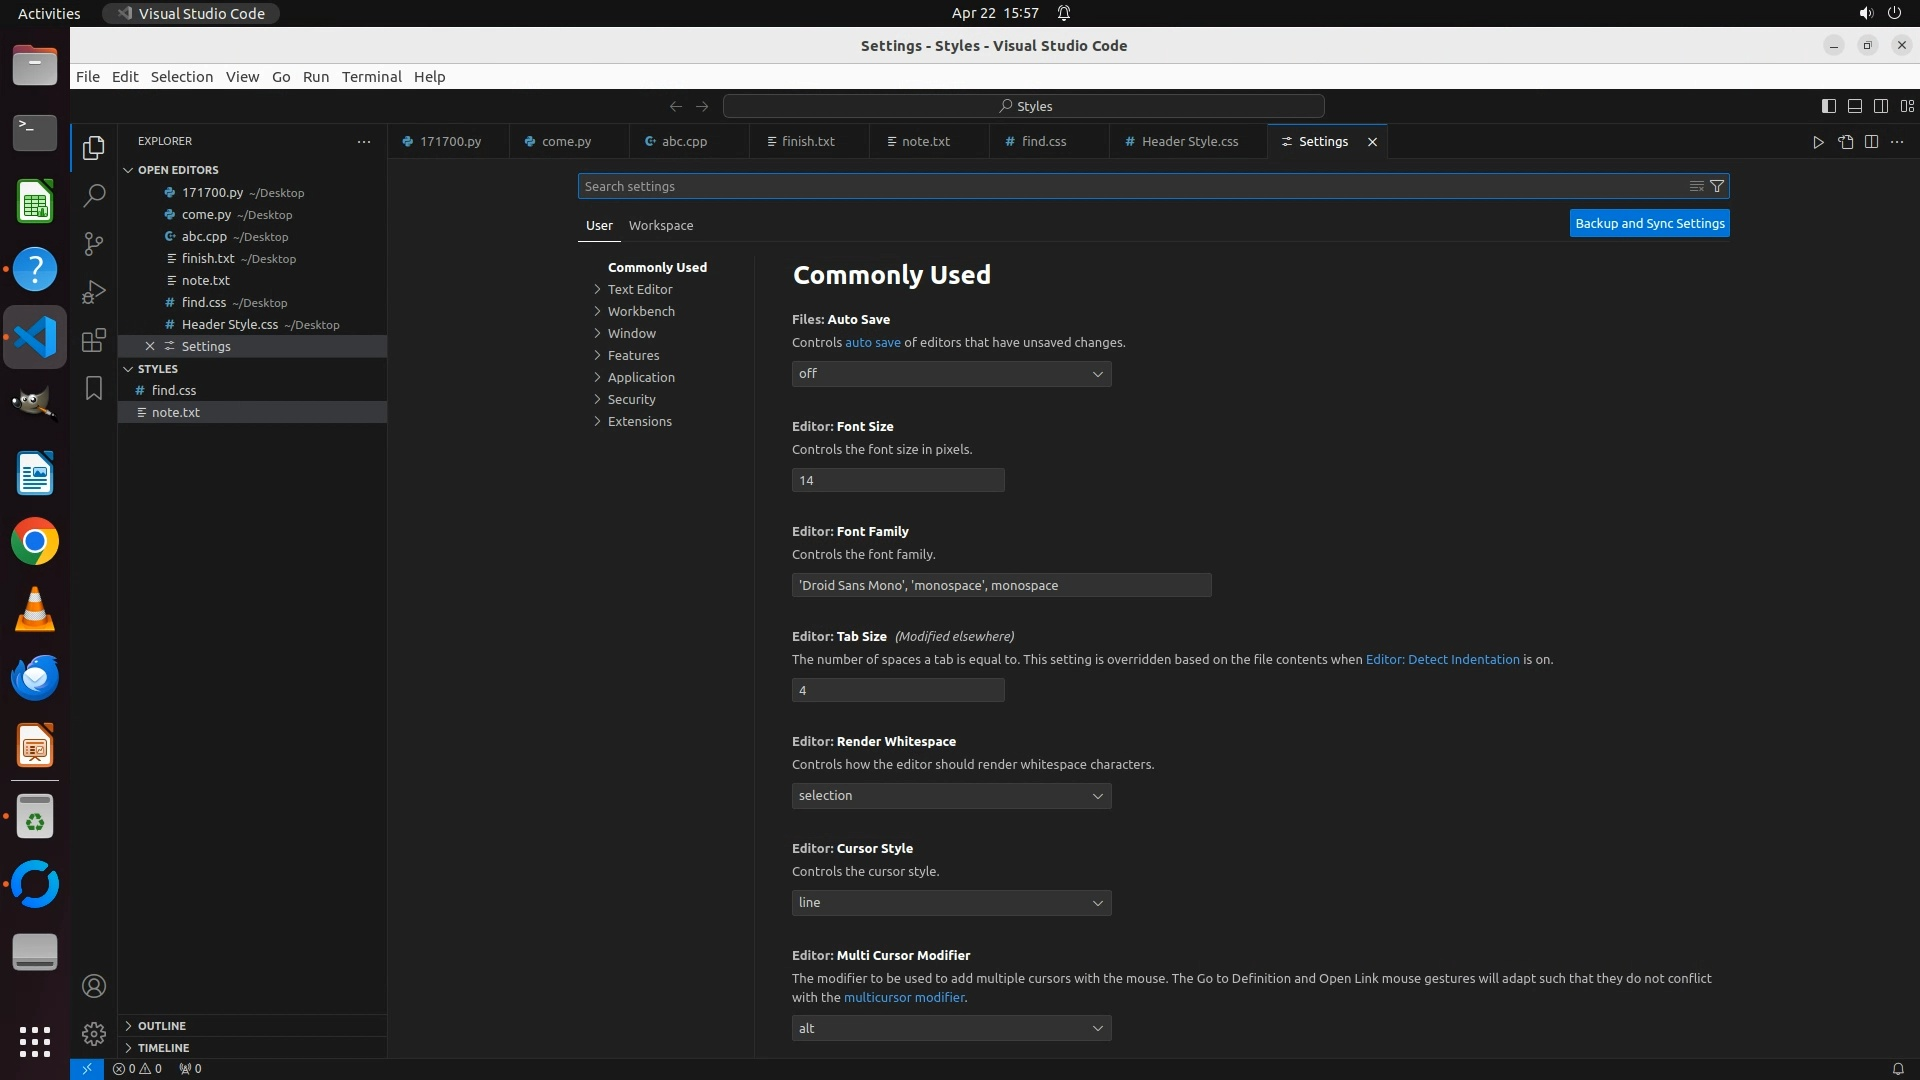 Activities
Visual Studio Code
Apr 22 15:57
Settings - Styles - Visual Studio Code
File Edit Selection View Go Run Terminal Help
Styles
EXPLORER
171700.py
come.py
abc.cpp
finish.txt
note.txt
find.css
Header Style.css
Settings
OPEN EDITORS
171700.py ~/Desktop
come.py ~/Desktop
abc.cpp ~/Desktop
finish.txt ~/Desktop
note.txt
find.css ~/Desktop
Header Style.css ~/Desktop
Settings
STYLES
find.css
note.txt
OUTLINE
TIMELINE
Search settings
User
Workspace
Backup and Sync Settings
Commonly Used
Text Editor
Workbench
Window
Features
Application
Security
Extensions
Commonly Used
Files: Auto Save
Controls auto save of editors that have unsaved changes.
off
Editor: Font Size
Controls the font size in pixels.
14
Editor: Font Family
Controls the font family.
'Droid Sans Mono', 'monospace', monospace
Editor: Tab Size (Modified elsewhere)
The number of spaces a tab is equal to. This setting is overridden based on the file contents when Editor: Detect Indentation is on.
4
Editor: Render Whitespace
Controls how the editor should render whitespace characters.
selection
Editor: Cursor Style
Controls the cursor style.
line
Editor: Multi Cursor Modifier
The modifier to be used to add multiple cursors with the mouse. The Go to Definition and Open Link mouse gestures will adapt such that they do not conflict
with the multicursor modifier.
alt
0 0 0